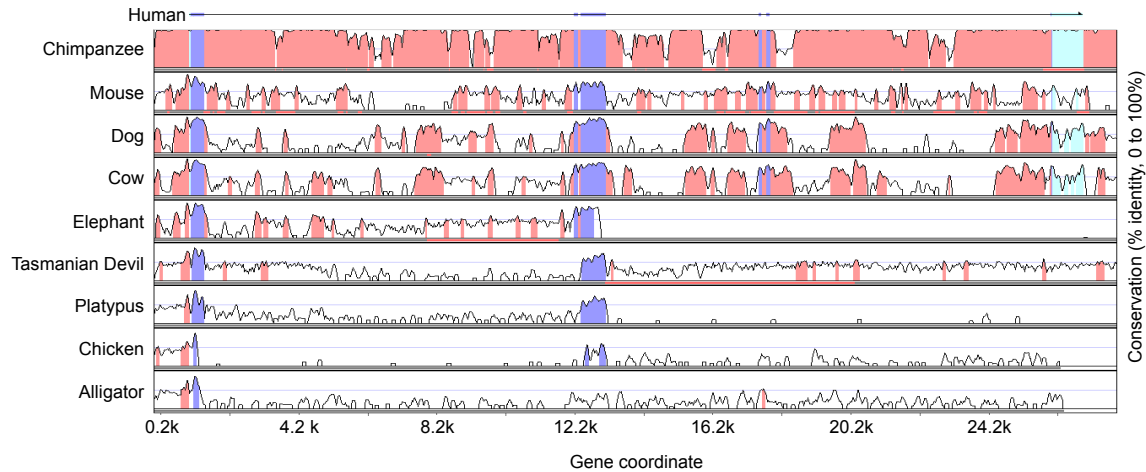 Human
Chimpanzee
Mouse
Dog
Cow
Elephant
Tasmanian Devil
Platypus
Chicken
Alligator
0.2k 4.2 k 8.2k 12.2k 16.2k 20.2k 24.2k
Gene coordinate
Conservation (% identity, 0 to 100%)